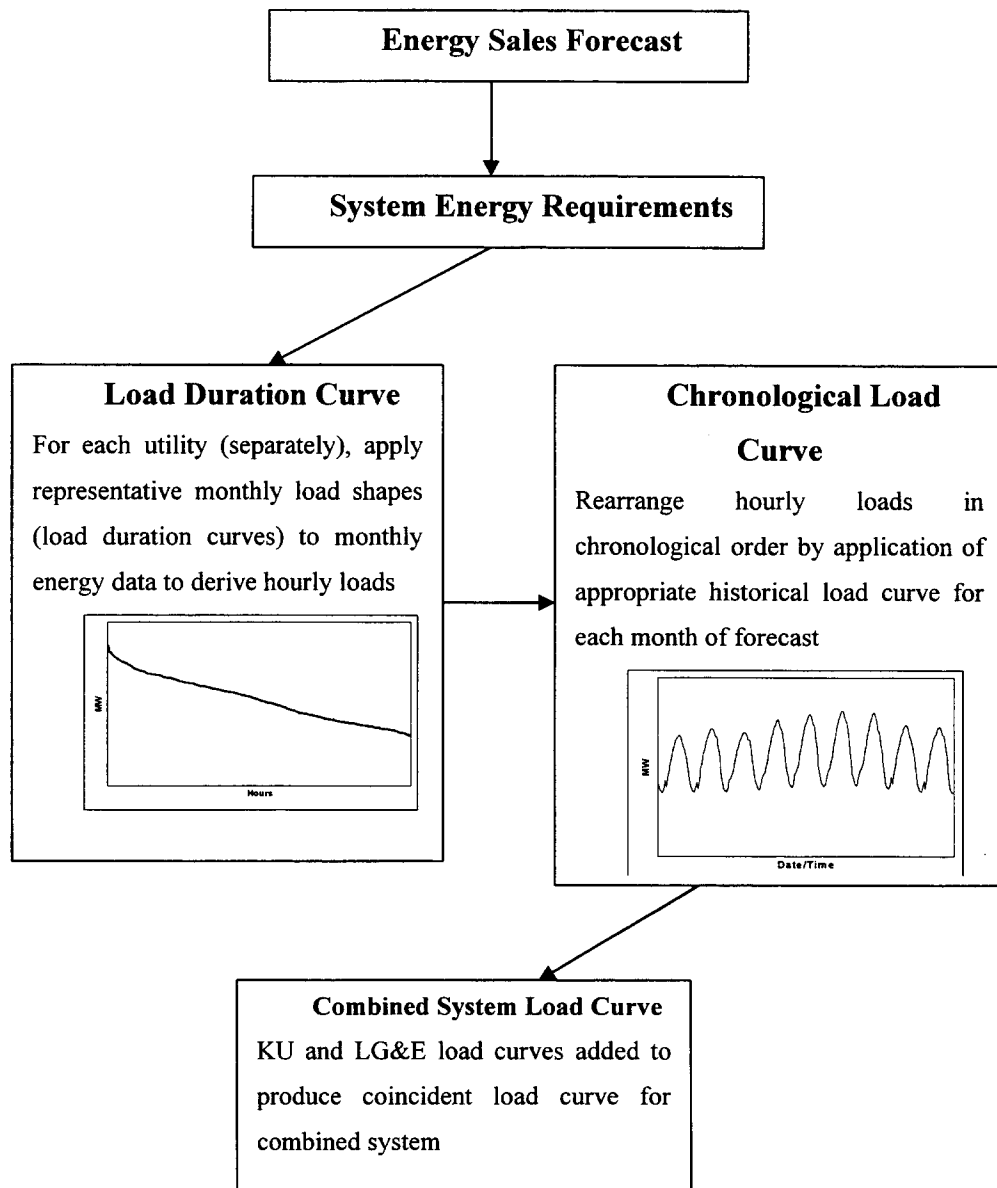 Energy Sales Forecast
System Energy Requirements
Load Duration Curve
For each utility (separately), apply
representative monthly load shapes
(load duration curves) to monthly
energy data to derive hourly loads
MW
Hours
Chronological Load
Curve
Rearrange hourly loads in
chronological order by application of
appropriate historical load curve for
each month of forecast
MW
Date/Time
Combined System Load Curve
KU and LG&E load curves added to
produce coincident load curve for
combined system